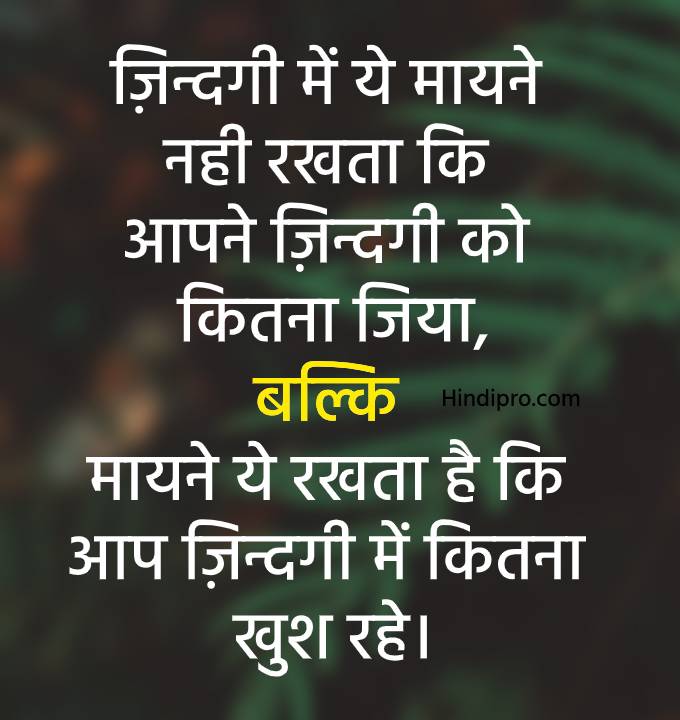 ज़िन्दगी में ये मायने
नही रखता कि
आपने ज़िन्दगी को
कितना जिया,
बल्कि
Hindipro.com
मायने ये रखता है कि
आप ज़िन्दगी में कितना
खुश रहे।